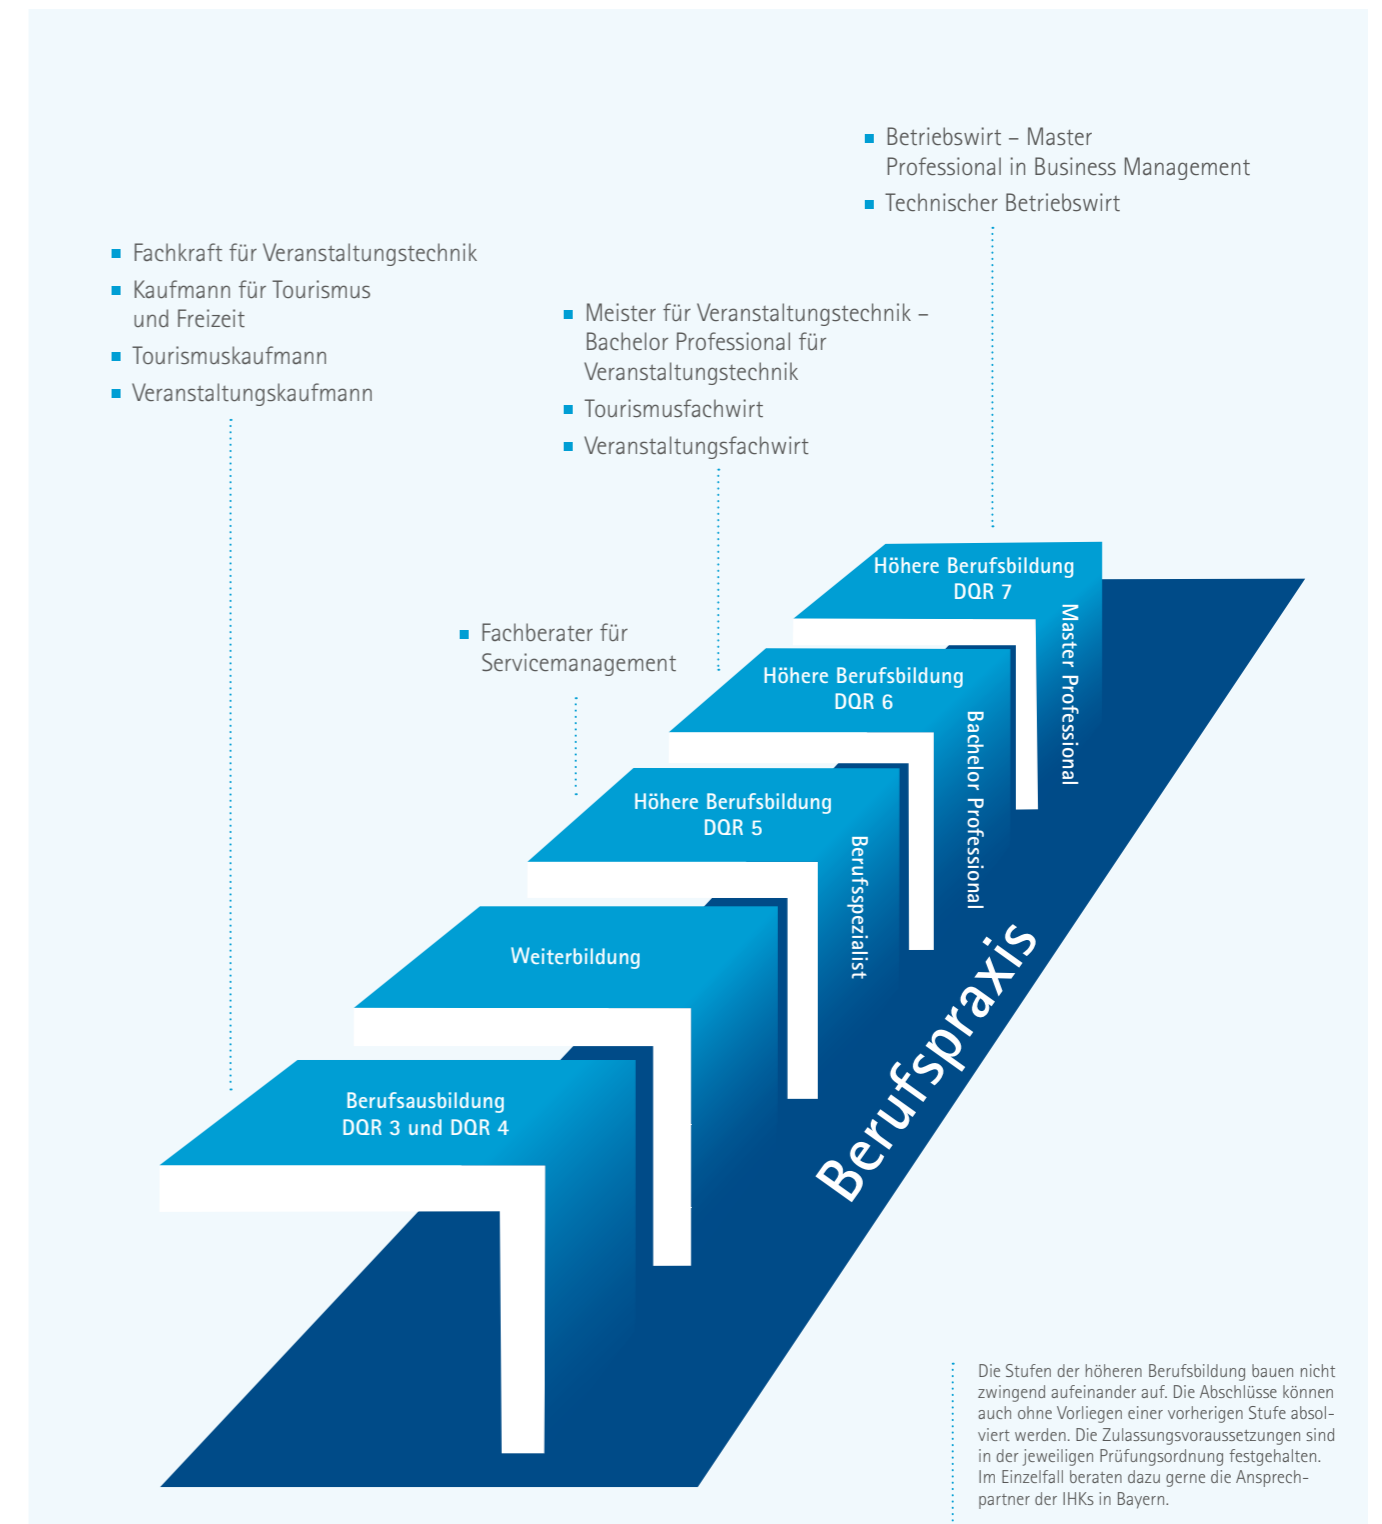 Betriebswirt – Master
Professional in Business Management
Technischer Betriebswirt
Fachkraft für Veranstaltungstechnik
Kaufmann für Tourismus
und Freizeit
Tourismuskaufmann
Veranstaltungskaufmann
Meister für Veranstaltungstechnik –
Bachelor Professional für
Veranstaltungstechnik
Tourismusfachwirt
Veranstaltungsfachwirt
Fachberater für
Servicemanagement
Höhere Berufsbildung
DQR 7
Master Professional
Höhere Berufsbildung
DQR 6
Bachelor Professional
Höhere Berufsbildung
DQR 5
Berufsspezialist
Weiterbildung
Berufsausbildung
DQR 3 und DQR 4
Berufspraxis
Die Stufen der höheren Berufsbildung bauen nicht
zwingend aufeinander auf. Die Abschlüsse können
auch ohne Vorliegen einer vorherigen Stufe absol-
viert werden. Die Zulassungsvoraussetzungen sind
in der jeweiligen Prüfungsordnung festgehalten.
Im Einzelfall beraten dazu gerne die Ansprech-
partner der IHKs in Bayern.